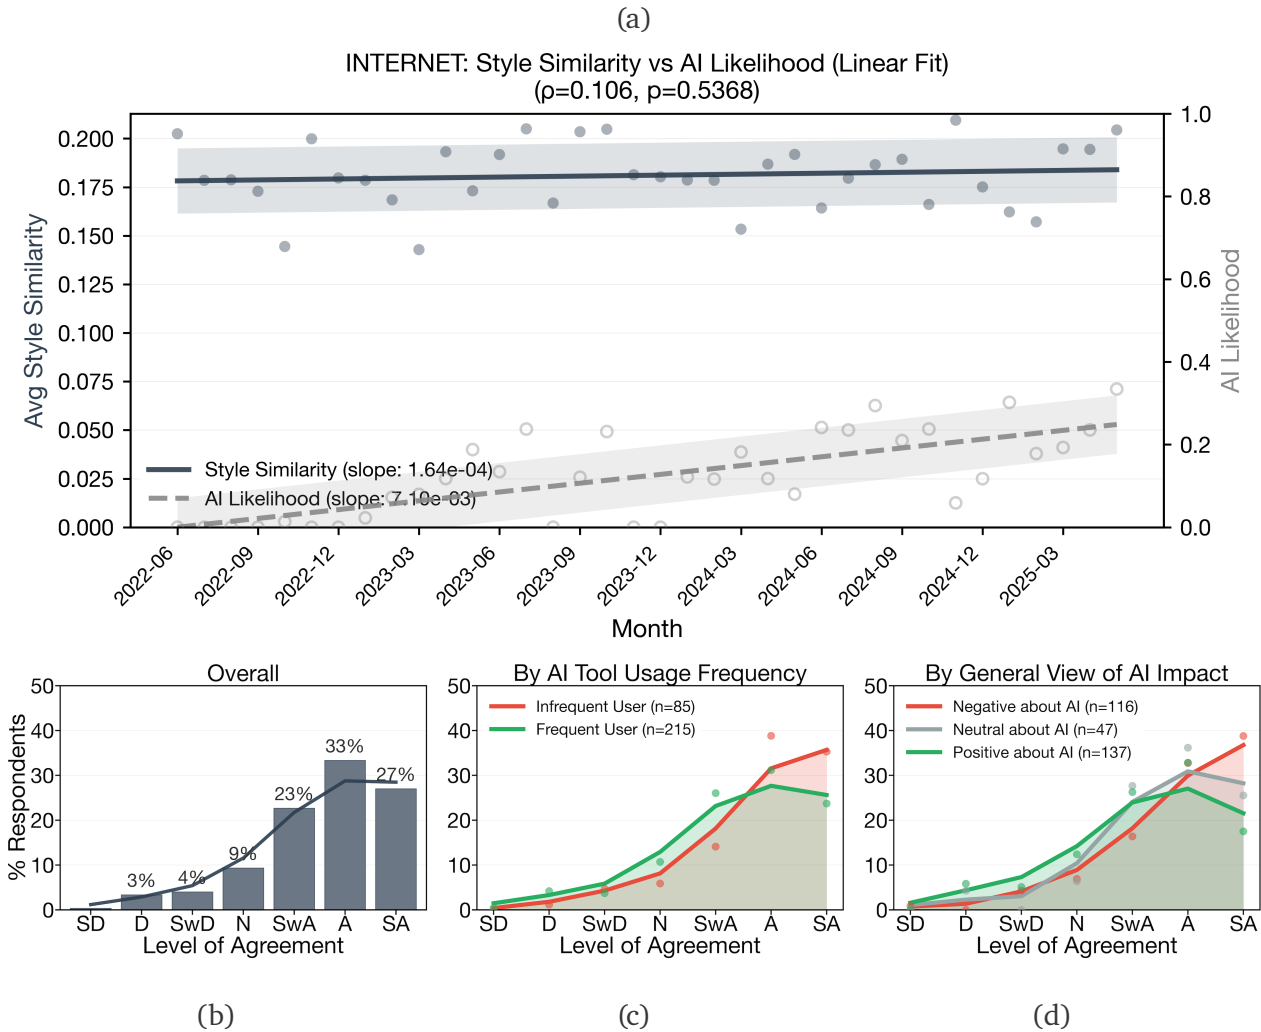 (a)
INTERNET: Style Similarity vs AI Likelihood (Linear Fit)
(ρ=0.106, p=0.5368)
Avg Style Similarity
0.200
0.175
0.150
0.125
0.100
0.075
0.050
0.025
0.000
AI Likelihood
1.0
0.8
0.6
0.4
0.2
0.0
Style Similarity (slope: 1.64e-04)
AI Likelihood (slope: 7.10e-03)
2022-06
2022-09
2022-12
2023-03
2023-06
2023-09
2023-12
2024-03
2024-06
2024-09
2024-12
2025-03
Month
Overall
% Respondents
50
40
30
20
10
0
3%
4%
9%
23%
33%
27%
SD D SwD N SwA A SA
Level of Agreement
By AI Tool Usage Frequency
50
40
30
20
10
0
Infrequent User (n=85)
Frequent User (n=215)
SD D SwD N SwA A SA
Level of Agreement
By General View of AI Impact
50
40
30
20
10
0
Negative about AI (n=116)
Neutral about AI (n=47)
Positive about AI (n=137)
SD D SwD N SwA A SA
Level of Agreement
(b)
(c)
(d)